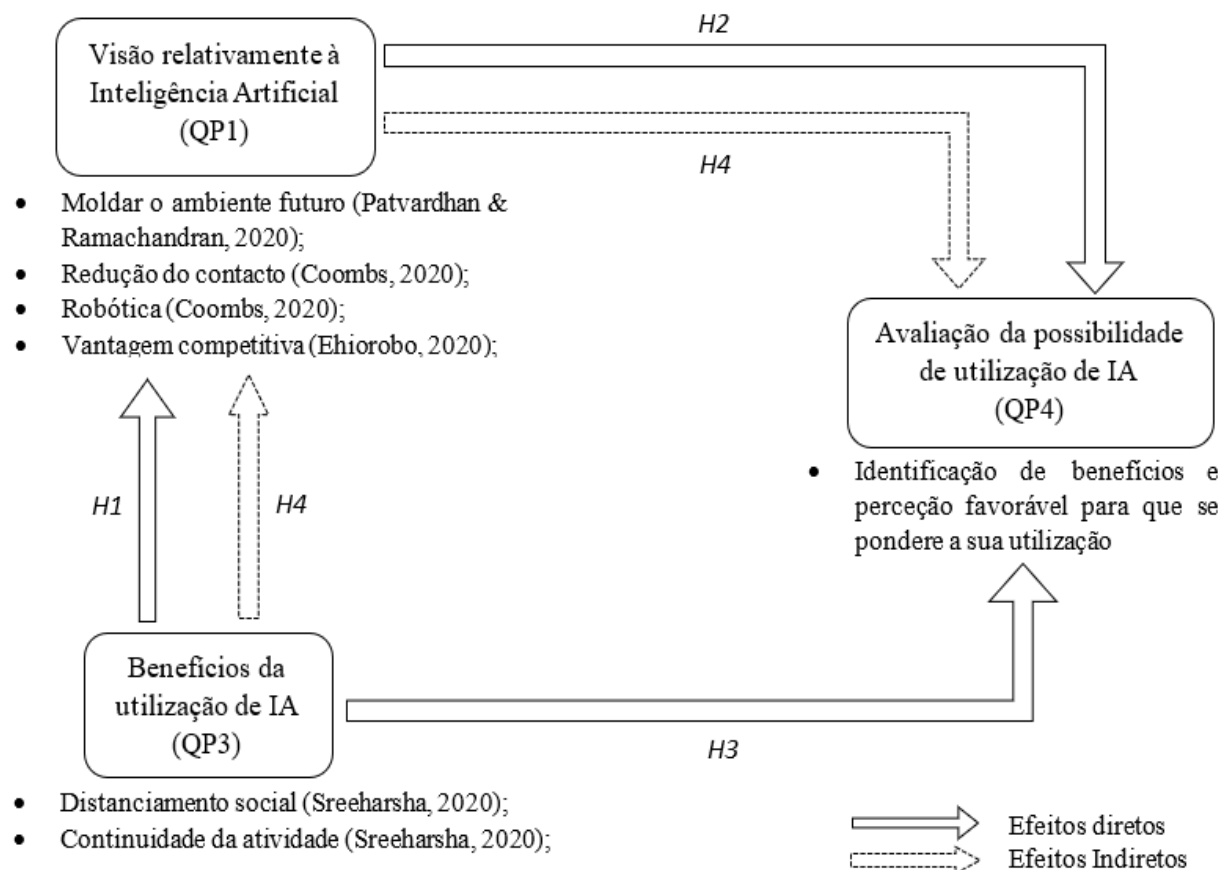 H2
Visão relativamente à
Inteligência Artificial
(QP1)
H4
• Moldar o ambiente futuro (Patvardhan &
Ramachandran, 2020);
• Redução do contacto (Coombs, 2020);
• Robótica (Coombs, 2020);
• Vantagem competitiva (Ehiorobo, 2020);
Avaliação da possibilidade
de utilização de IA
(QP4)
• Identificação de benefícios e
perceção favorável para que se
pondere a sua utilização
H1
H4
Benefícios da
utilização de IA
(QP3)
H3
• Distanciamento social (Sreeharsha, 2020);
• Continuidade da atividade (Sreeharsha, 2020);
Efeitos diretos
Efeitos Indiretos